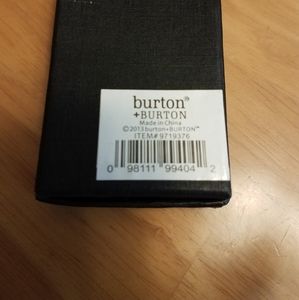 burton®
+BURTON
Made in China
©2013 burton+BURTON™
ITEM# 9719376
0 98111 99404 2